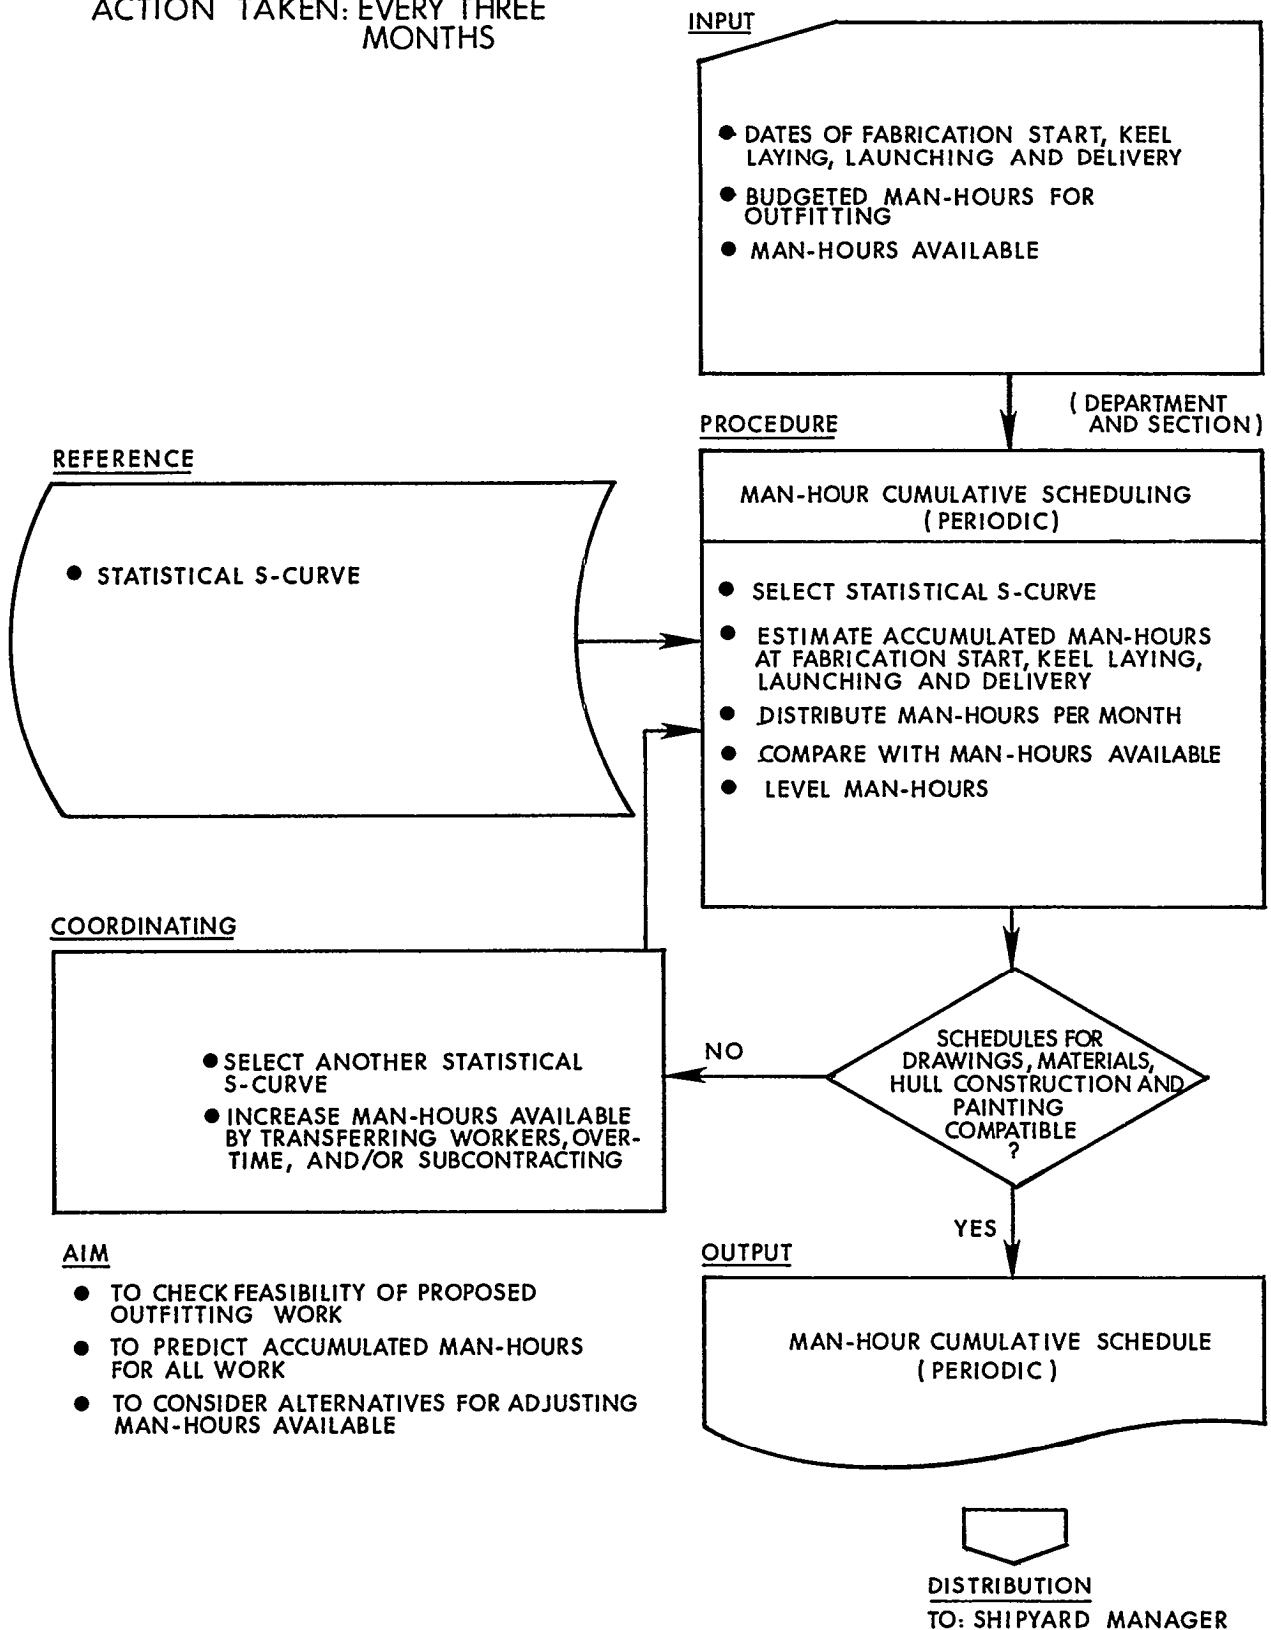 ACTION TAKEN: EVERY THREE
MONTHS
INPUT
● DATES OF FABRICATION START, KEEL
LAYING, LAUNCHING AND DELIVERY
● BUDGETED MAN-HOURS FOR
OUTFITTING
● MAN-HOURS AVAILABLE
(DEPARTMENT
AND SECTION)
PROCEDURE
MAN-HOUR CUMULATIVE SCHEDULING
(PERIODIC)
● SELECT STATISTICAL S-CURVE
● ESTIMATE ACCUMULATED MAN-HOURS
AT FABRICATION START, KEEL LAYING,
LAUNCHING AND DELIVERY
● DISTRIBUTE MAN-HOURS PER MONTH
● COMPARE WITH MAN-HOURS AVAILABLE
● LEVEL MAN-HOURS
REFERENCE
● STATISTICAL S-CURVE
COORDINATING
● SELECT ANOTHER STATISTICAL
S-CURVE
● INCREASE MAN-HOURS AVAILABLE
BY TRANSFERRING WORKERS, OVER-
TIME, AND/OR SUBCONTRACTING
NO
SCHEDULES FOR
DRAWINGS, MATERIALS,
HULL CONSTRUCTION AND
PAINTING
COMPATIBLE
?
YES
AIM
● TO CHECK FEASIBILITY OF PROPOSED
OUTFITTING WORK
● TO PREDICT ACCUMULATED MAN-HOURS
FOR ALL WORK
● TO CONSIDER ALTERNATIVES FOR ADJUSTING
MAN-HOURS AVAILABLE
OUTPUT
MAN-HOUR CUMULATIVE SCHEDULE
(PERIODIC)
DISTRIBUTION
TO: SHIPYARD MANAGER